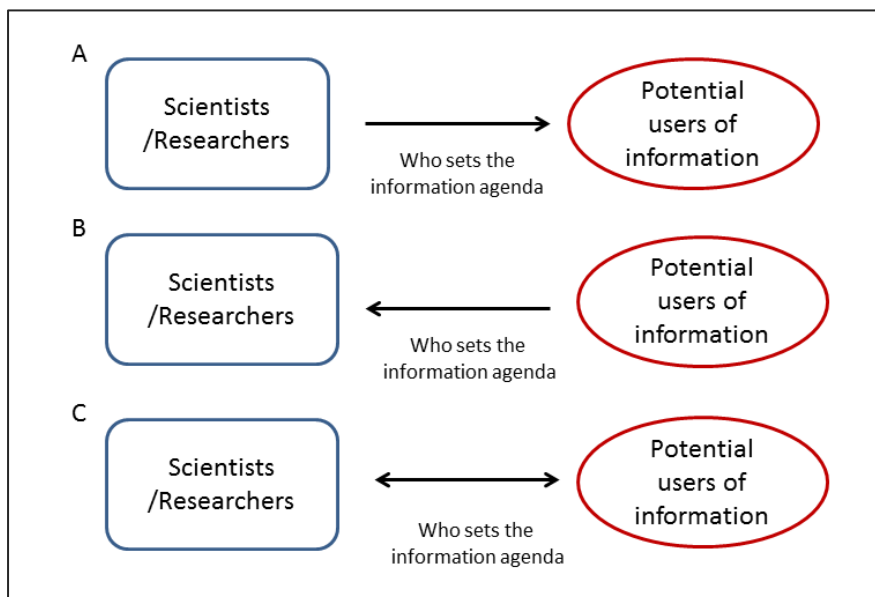 A
Scientists
/Researchers
Who sets the
information agenda
Potential
users of
information
B
Scientists
/Researchers
Who sets the
information agenda
Potential
users of
information
C
Scientists
/Researchers
Who sets the
information agenda
Potential
users of
information